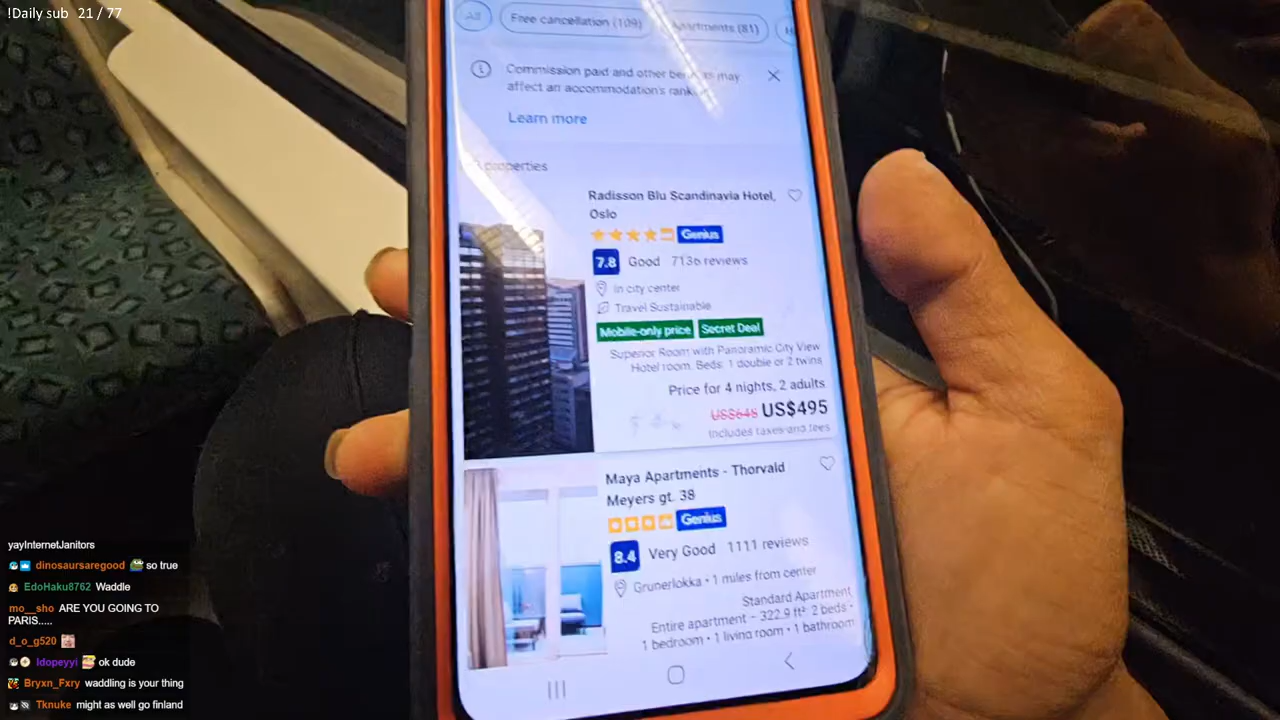 !Daily sub 21 / 77
All
Free cancellation (109)
Apartments (81)
Commission paid and other benefits may
affect an accommodation's
Learn more
properties
Radisson Blu Scandinavia Hotel,
Oslo
Genius
7.8 Good 7136 reviews
In city center
Travel Sustainable
Mobile-only price Secret Deal
Superior Room with Panoramic City View
Hotel room: Beds: 1 double or 2 twins
Price for 4 nights, 2 adults
US$648 US$495
Includes taxes and fees
Maya Apartments - Thorvald
Meyers gt. 38
Genius
8.4 Very Good 1111 reviews
Grunerlokka • 1 miles from center
Standard Apartment
Entire apartment - 322.9 ft²: 2 beds •
1 bedroom • 1 living room • 1 bathroom
yayInternetJanitors
dinosaursaregood so true
EdoHaku8762 Waddle
mo__sho ARE YOU GOING TO
PARIS.....
d_o_g520
Idopeyyi ok dude
Bryxn_Fxry waddling is your thing
Tknuke might as well go finland